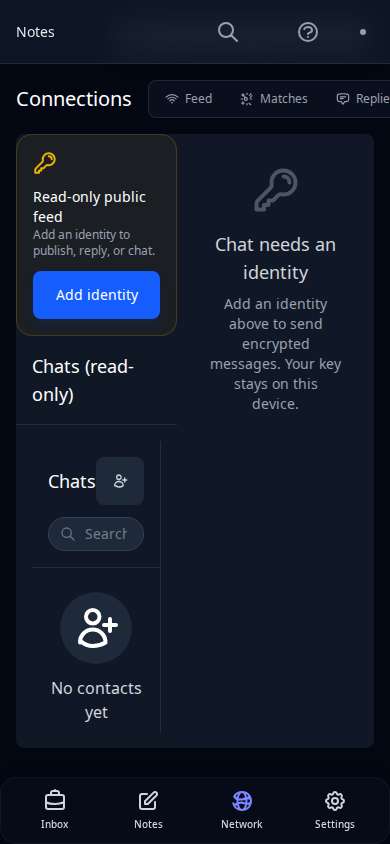 Notes
Connections
Feed
Matches
Replie
Read-only public
feed
Add an identity to
publish, reply, or chat.
Add identity
Chats (read-
only)
Chats
Search
No contacts
yet
Chat needs an
identity
Add an identity
above to send
encrypted
messages. Your key
stays on this
device.
Inbox
Notes
Network
Settings